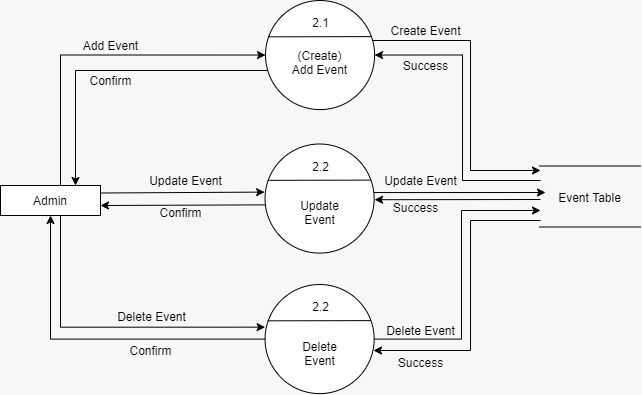 2.1
Create Event
Add Event
(Create)
Add Event
Success
Confirm
2.2
Update Event
Update Event
Admin
Event Table
Confirm
Update
Event
Success
2.2
Delete Event
Delete Event
Confirm
Delete
Event
Success